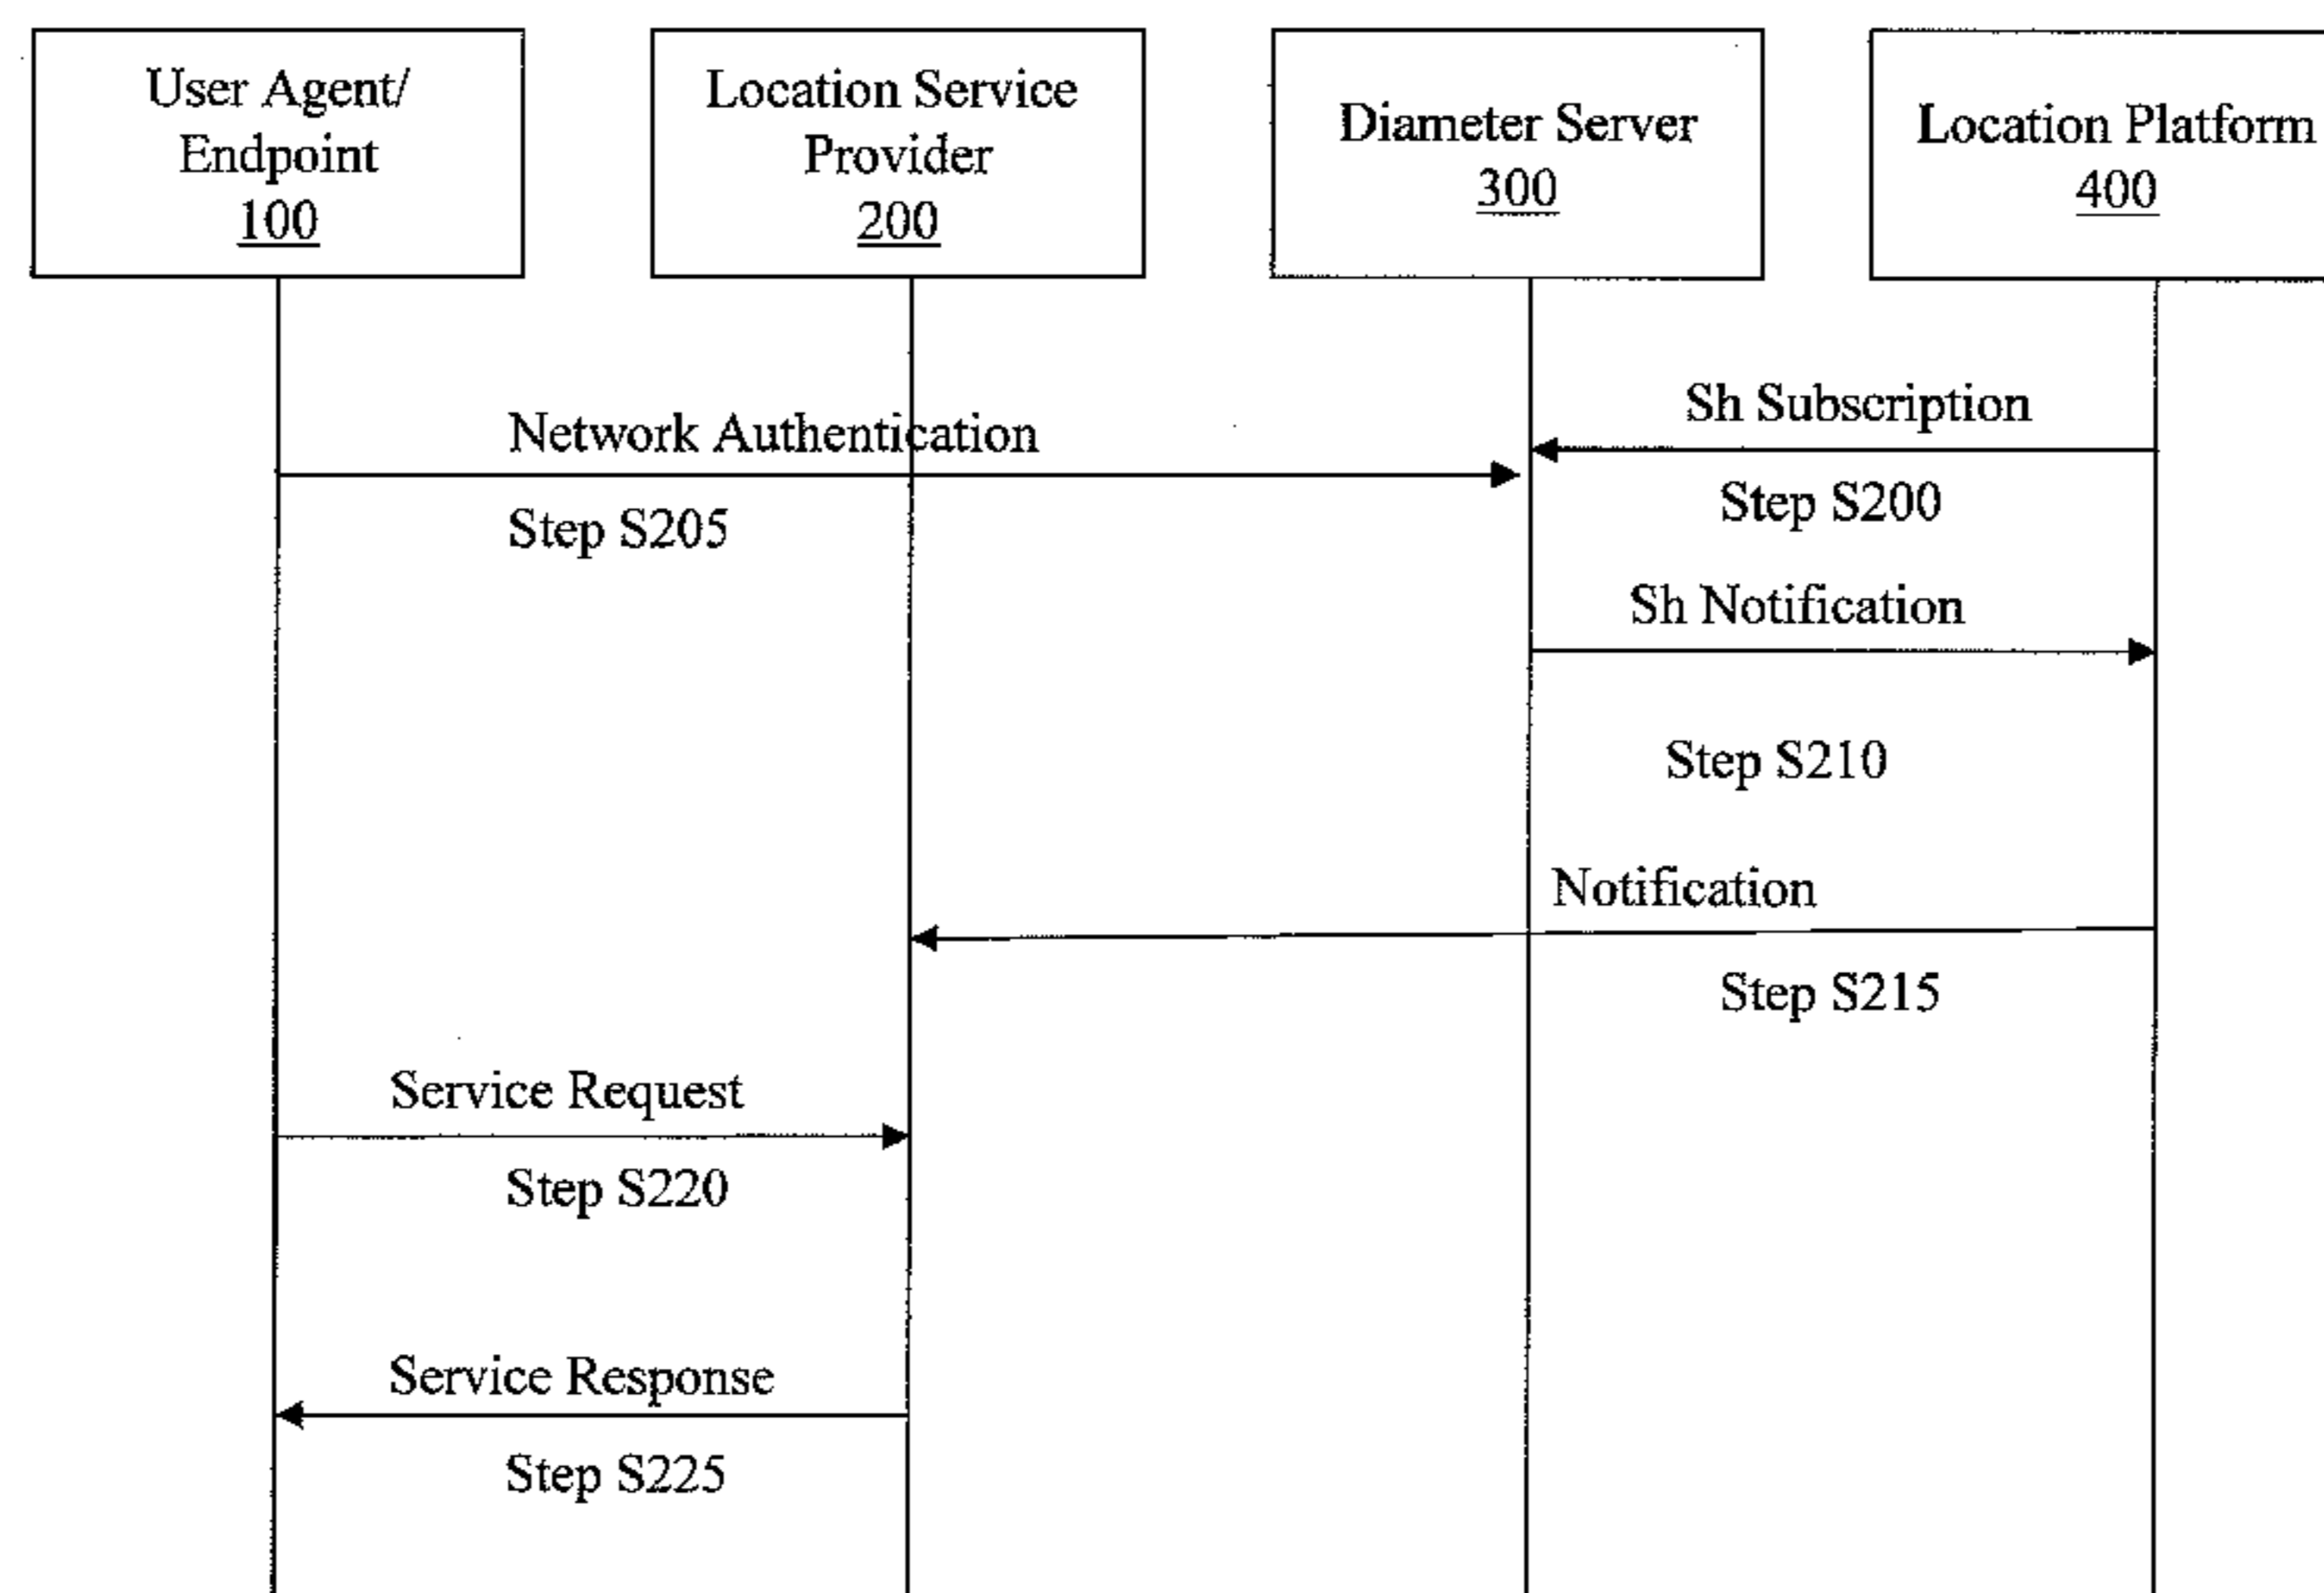 User Agent/
Endpoint
100
Location Service
Provider
200
Diameter Server
300
Location Platform
400
Sh Subscription
Network Authentication
Step S200
Step S205
Sh Notification
Step S210
Notification
Step S215
Service Request
Step S220
Service Response
Step S225